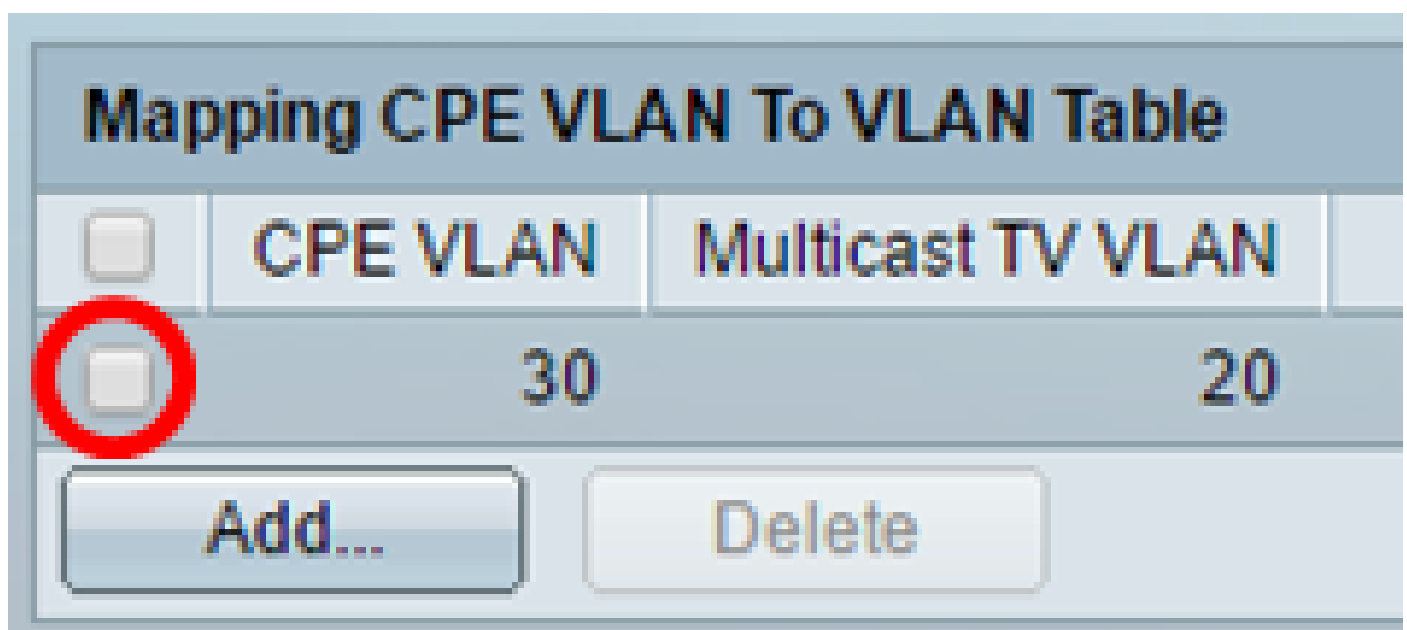 Mapping CPE VLAN To VLAN Table
CPE VLAN Multicast TV VLAN
30 20
Add... Delete